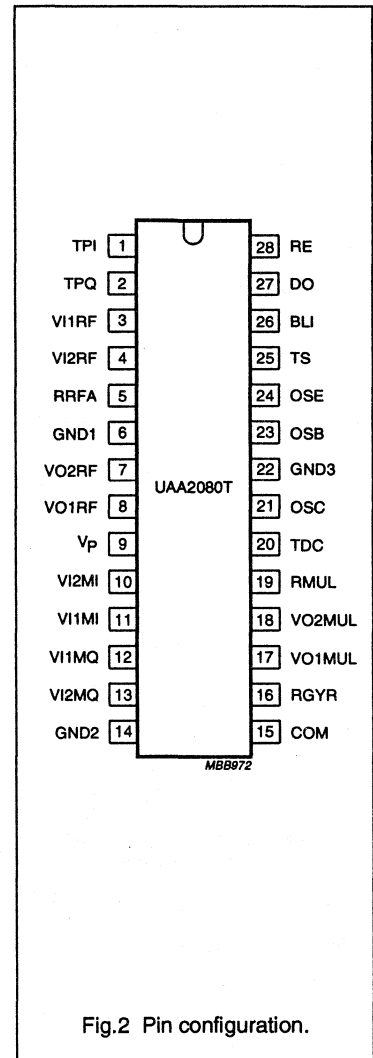 TPI 1 28 RE
TPQ 2 27 DO
VI1RF 3 26 BLI
VI2RF 4 25 TS
RRFA 5 24 OSE
GND1 6 23 OSB
VO2RF 7 22 GND3
UAA2080T
VO1RF 8 21 OSC
VP 9 20 TDC
VI2MI 10 19 RMUL
VI1MI 11 18 VO2MUL
VI1MQ 12 17 VO1MUL
VI2MQ 13 16 RGYR
GND2 14 15 COM
MBB972
Fig.2 Pin configuration.